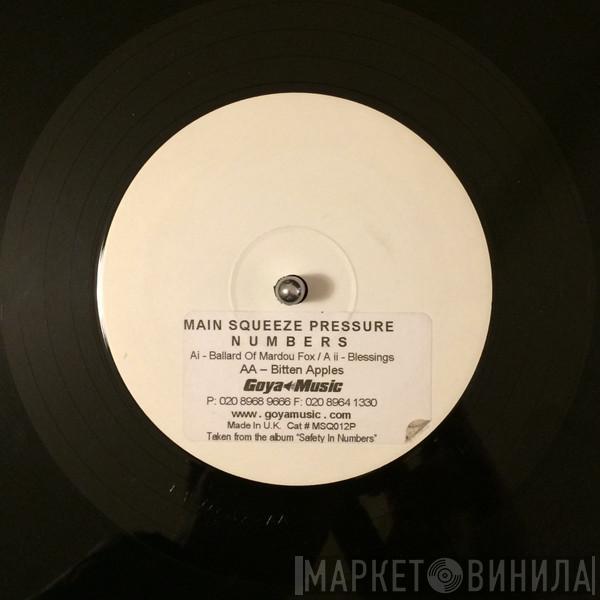 MAIN SQUEEZE PRESSURE
NUMBERS
Ai - Ballard Of Mardou Fox / A ii - Blessings
AA – Bitten Apples
Goya Music
P: 020 8968 9666 F: 020 8964 1330
www.goyamusic.com
Made In U.K. Cat # MSQ012P
Taken from the album "Safety In Numbers"
МАРКЕТ ВИНИЛА